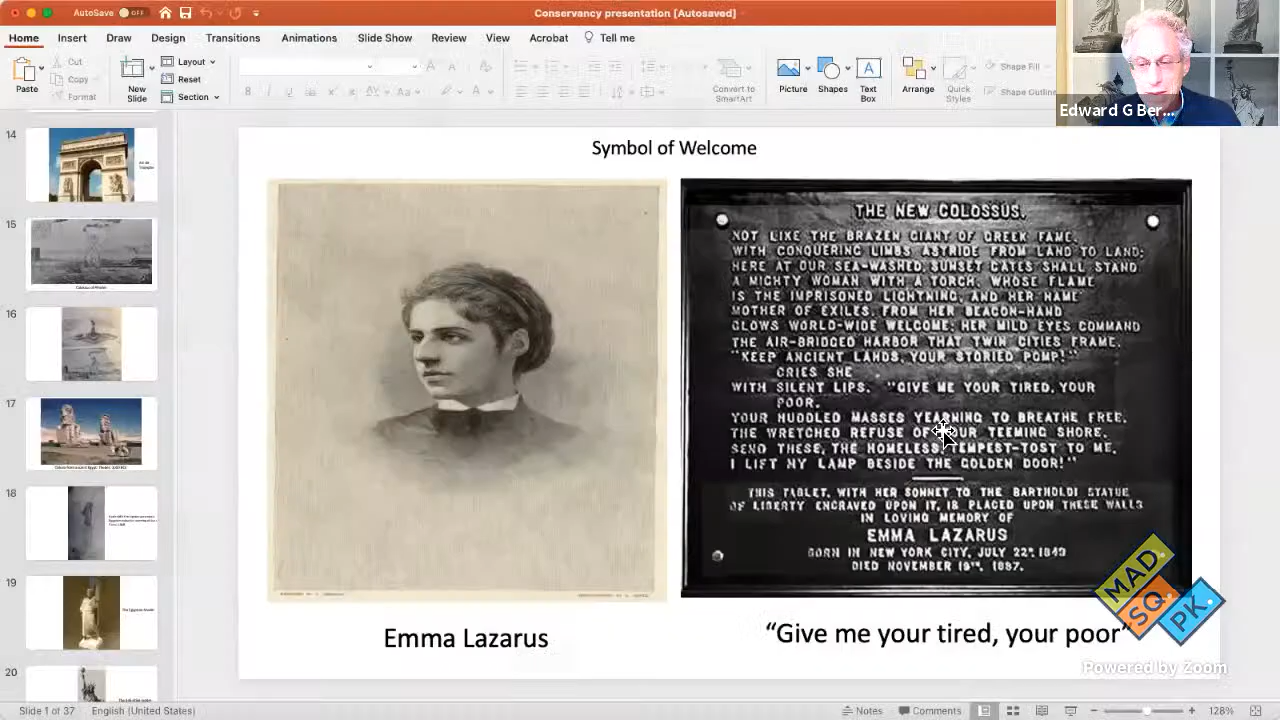 AutoSave OFF
Conservancy presentation [Autosaved]
Home Insert Draw Design Transitions Animations Slide Show Review View Acrobat Tell me
Paste
Cut
Copy
Format
New
Slide
Layout
Reset
Section
Convert to
SmartArt
Picture
Shapes
Text
Box
Arrange
Quick
Styles
Shape Fill
Shape Outline
Edward G Ber...
14
15
16
17
18
19
20
Symbol of Welcome
THE NEW COLOSSUS.
NOT LIKE THE BRAZEN GIANT OF GREEK FAME,
WITH CONQUERING LIMBS ASTRIDE FROM LAND TO LAND;
HERE AT OUR SEA-WASHED, SUNSET GATES SHALL STAND
A MIGHTY WOMAN WITH A TORCH, WHOSE FLAME
IS THE IMPRISONED LIGHTNING, AND HER NAME
MOTHER OF EXILES. FROM HER BEACON-HAND
GLOWS WORLD-WIDE WELCOME; HER MILD EYES COMMAND
THE AIR-BRIDGED HARBOR THAT TWIN CITIES FRAME.
"KEEP ANCIENT LANDS, YOUR STORIED POMP!"
CRIES SHE
WITH SILENT LIPS. "GIVE ME YOUR TIRED, YOUR
POOR,
YOUR HUDDLED MASSES YEARNING TO BREATHE FREE,
THE WRETCHED REFUSE OF YOUR TEEMING SHORE.
SEND THESE, THE HOMELESS, TEMPEST-TOST TO ME,
I LIFT MY LAMP BESIDE THE GOLDEN DOOR!"
THIS TABLET, WITH HER SONNET TO THE BARTHOLDI STATUE
OF LIBERTY ENGRAVED UPON IT, IS PLACED UPON THESE WALLS
IN LOVING MEMORY OF
EMMA LAZARUS
BORN IN NEW YORK CITY, JULY 22ND, 1849
DIED NOVEMBER 19TH, 1887.
Emma Lazarus
“Give me your tired, your poor”
MAD.
SQ.
PK.
Powered by Zoom
Slide 1 of 37 English (United States)
Notes Comments 128%